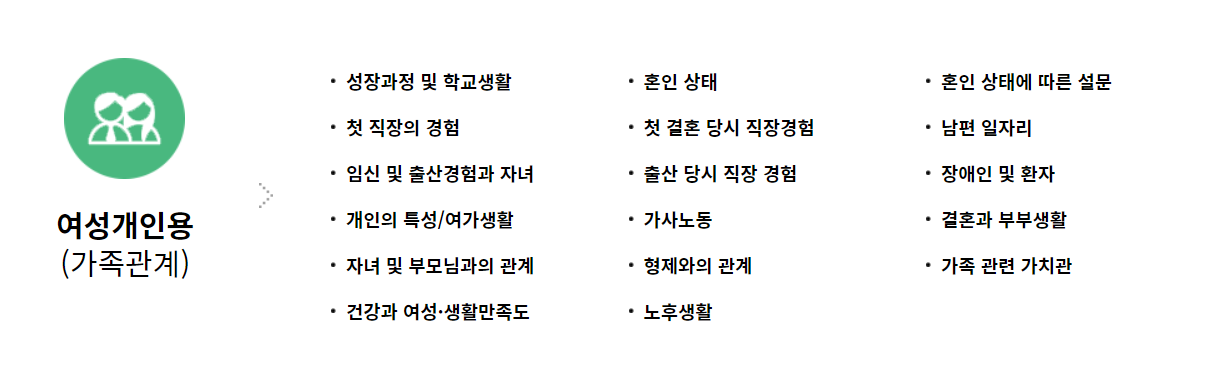 여성개인용
(가족관계)
• 성장과정 및 학교생활
• 혼인 상태
• 혼인 상태에 따른 설문
• 첫 직장의 경험
• 첫 결혼 당시 직장경험
• 남편 일자리
• 임신 및 출산경험과 자녀
• 출산 당시 직장 경험
• 장애인 및 환자
• 개인의 특성/여가생활
• 가사노동
• 결혼과 부부생활
• 자녀 및 부모님과의 관계
• 형제와의 관계
• 가족 관련 가치관
• 건강과 여성·생활만족도
• 노후생활